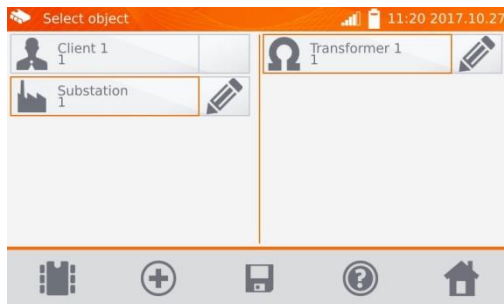 Select object
11:20 2017.10.27
Client 1
1
Substation
1
Transformer 1
1